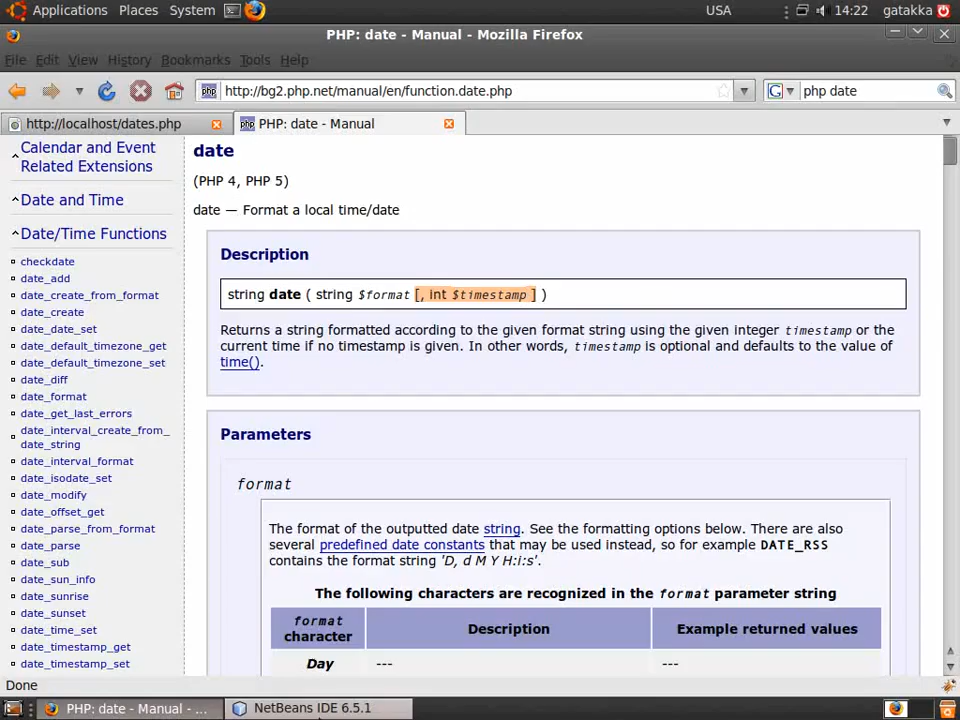 Applications Places System USA 14:22 gatakka
PHP: date - Manual - Mozilla Firefox
File Edit View History Bookmarks Tools Help
http://bg2.php.net/manual/en/function.date.php php date
http://localhost/dates.php PHP: date - Manual
Calendar and Event
Related Extensions
Date and Time
Date/Time Functions
checkdate
date_add
date_create_from_format
date_create
date_date_set
date_default_timezone_get
date_default_timezone_set
date_diff
date_format
date_get_last_errors
date_interval_create_from_
date_string
date_interval_format
date_isodate_set
date_modify
date_offset_get
date_parse_from_format
date_parse
date_sub
date_sun_info
date_sunrise
date_sunset
date_time_set
date_timestamp_get
date_timestamp_set
date
(PHP 4, PHP 5)
date — Format a local time/date
Description
string date ( string $format [, int $timestamp ] )
Returns a string formatted according to the given format string using the given integer timestamp or the
current time if no timestamp is given. In other words, timestamp is optional and defaults to the value of
time().
Parameters
format
The format of the outputted date string. See the formatting options below. There are also
several predefined date constants that may be used instead, so for example DATE_RSS
contains the format string 'D, d M Y H:i:s'.
The following characters are recognized in the format parameter string
format
character
Description
Example returned values
Day --- ---
Done
PHP: date - Manual - ... NetBeans IDE 6.5.1